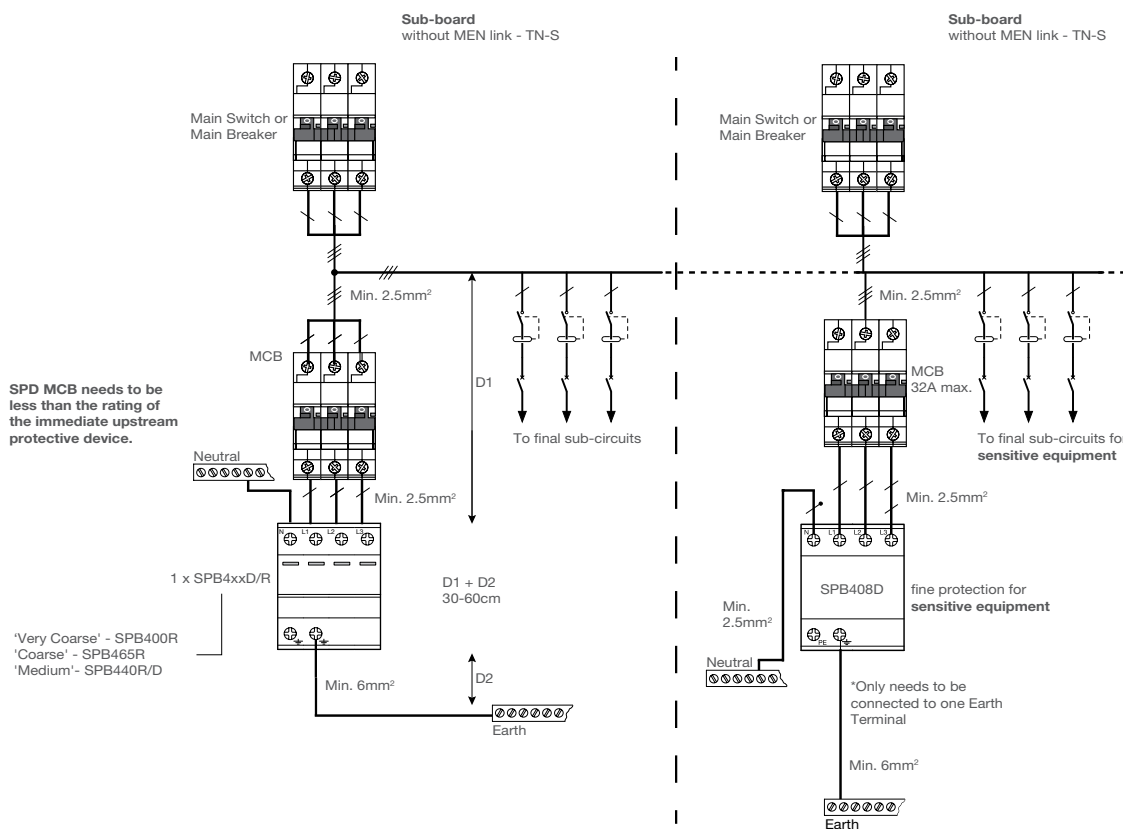 Sub-board
without MEN link - TN-S
Main Switch or
Main Breaker
Min. 2.5mm²
MCB
D1
SPD MCB needs to be
less than the rating of
the immediate upstream
protective device.
To final sub-circuits
Neutral
Min. 2.5mm²
N L1 L2 L3
1 x SPB4xxD/R
D1 + D2
30-60cm
'Very Coarse' - SPB400R
'Coarse' - SPB465R
'Medium'- SPB440R/D
Min. 6mm²
D2
Earth
Sub-board
without MEN link - TN-S
Main Switch or
Main Breaker
Min. 2.5mm²
MCB
32A max.
To final sub-circuits for
sensitive equipment
Min. 2.5mm²
N L1 L2 L3
SPB408D
fine protection for
sensitive equipment
Min.
2.5mm²
PE
Neutral
*Only needs to be
connected to one Earth
Terminal
Min. 6mm²
Earth